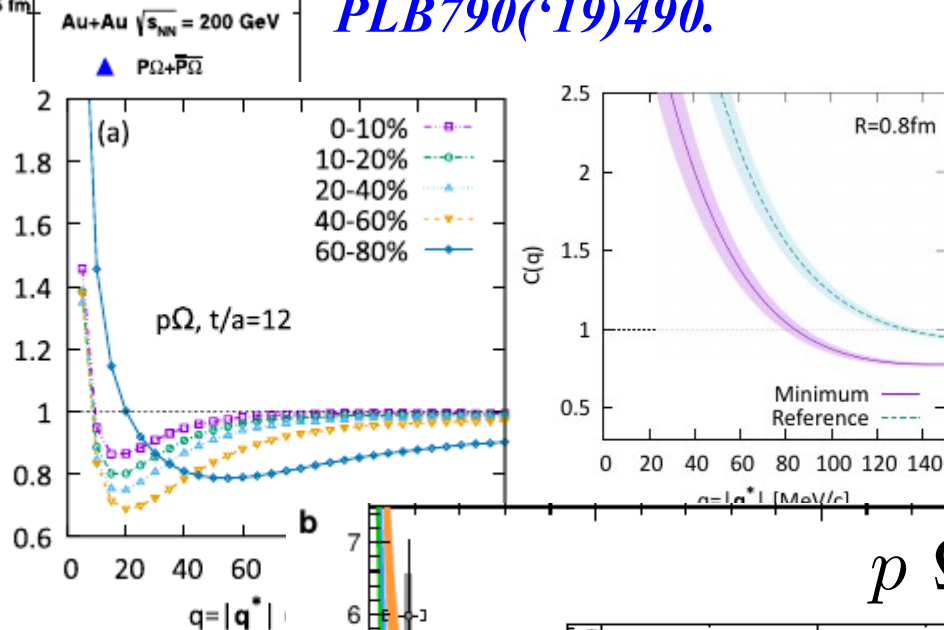 Au+Au √s_NN = 200 GeV
PLB790('19)490.
PΩ+P̅Ω̅
2
1.8
1.6
1.4
1.2
1
0.8
0.6
(a)
0-10%
10-20%
20-40%
40-60%
60-80%
pΩ, t/a=12
0 20 40 60
q=|q*|
2.5
2
1.5
1
0.5
C(q)
R=0.8fm
Minimum
Reference
0 20 40 60 80 100 120 140
q=|q*| [MeV/c]
b
7
6
p